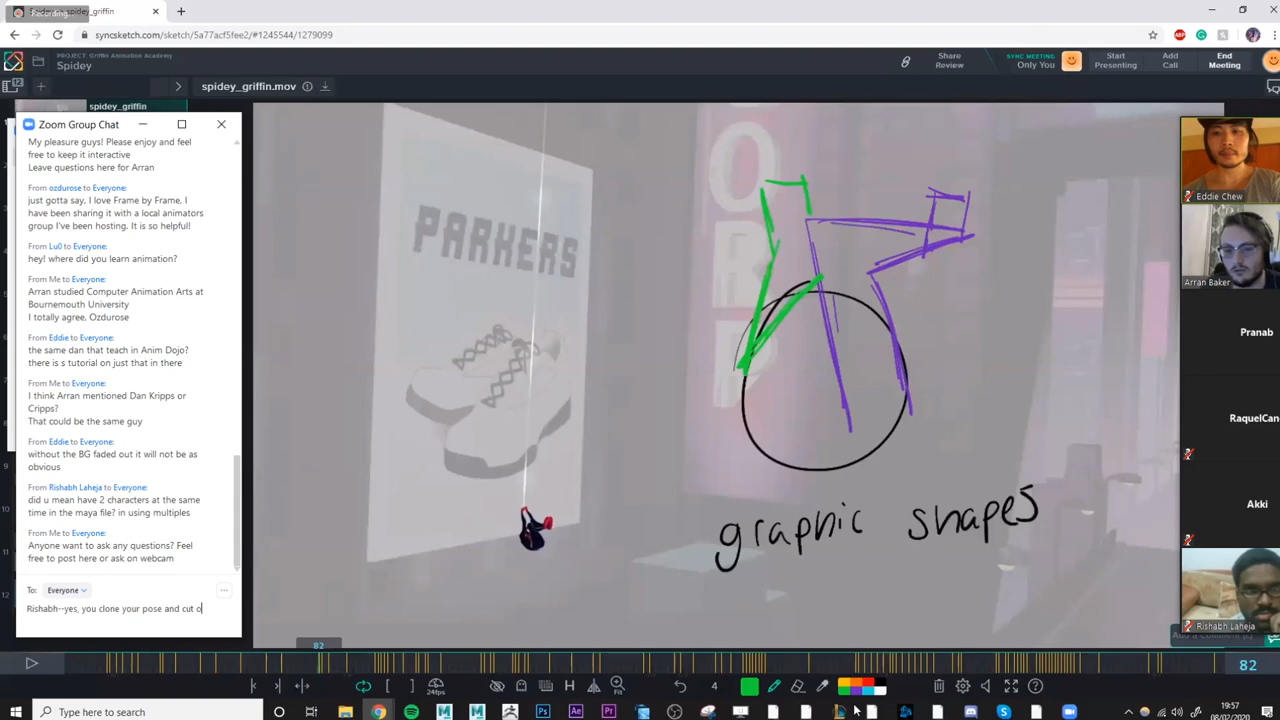 Recording...
spidey_griffin
syncsketch.com/sketch/5a77acf5fee2/#1245544/1279099
ABP
PROJECT: Griffin Animation Academy
Spidey
Share Review
SYNC MEETING
Only You
Start Presenting
Add Call
End Meeting
spidey_griffin.mov
spidey_griffin
Zoom Group Chat
My pleasure guys! Please enjoy and feel
free to keep it interactive
Leave questions here for Arran
From ozdurose to Everyone:
just gotta say, I love Frame by Frame, I
have been sharing it with a local animators
group I've been hosting. It is so helpful!
From Lu0 to Everyone:
hey! where did you learn animation?
From Me to Everyone:
Arran studied Computer Animation Arts at
Bournemouth University
I totally agree, Ozdurose
From Eddie to Everyone:
the same dan that teach in Anim Dojo?
there is s tutorial on just that in there
From Me to Everyone:
I think Arran mentioned Dan Kripps or
Cripps?
That could be the same guy
From Eddie to Everyone:
without the BG faded out it will not be as
obvious
From Rishabh Laheja to Everyone:
did u mean have 2 characters at the same
time in the maya file? in using multiples
From Me to Everyone:
Anyone want to ask any questions? Feel
free to post here or ask on webcam
To: Everyone
Rishabh--yes, you clone your pose and cut o
PARKERS
graphic shapes
Eddie Chew
Arran Baker
Pranab
RaquelCan
Akki
Rishabh Laheja
Add a Comment (c)
9
10
11
12
82
82
24fps
4
Fit
Type here to search
19:57
08/02/2020